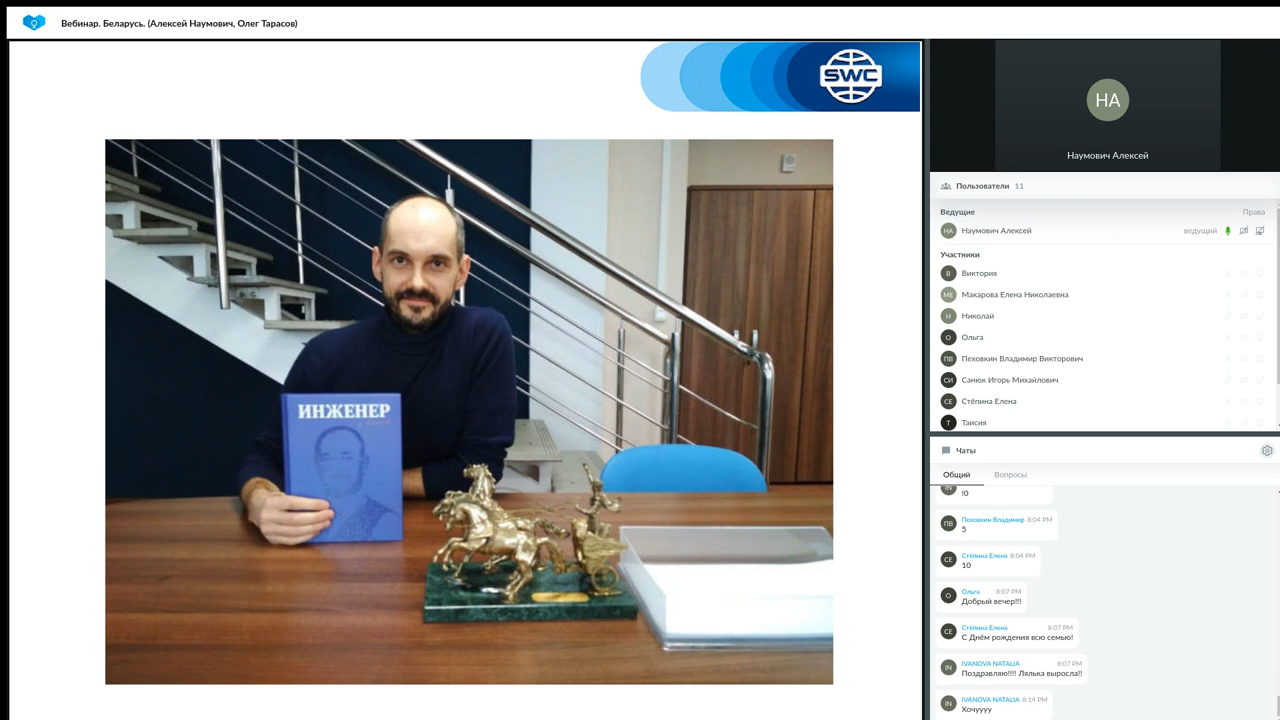 Вебинар. Беларусь. (Алексей Наумович, Олег Тарасов)
SWC
ИНЖЕНЕР
НА
Наумович Алексей
Пользователи 11
Ведущие Права
НА Наумович Алексей ведущий
Участники
В Виктория
МЕ Макарова Елена Николаевна
Н Николай
О Ольга
ПВ Пеховкин Владимир Викторович
СИ Санюк Игорь Михайлович
СЕ Стёпина Елена
Т Таисия
Чаты
Общий Вопросы
IN
!0
ПВ Пеховкин Владимир 8:04 PM
5
СЕ Стёпина Елена 8:04 PM
10
О Ольга 8:07 PM
Добрый вечер!!!
СЕ Стёпина Елена 8:07 PM
С Днём рождения всю семью!
IN IVANOVA NATALIA 8:07 PM
Поздравляю!!!! Лялька выросла!!
IN IVANOVA NATALIA 8:14 PM
Хочуууу